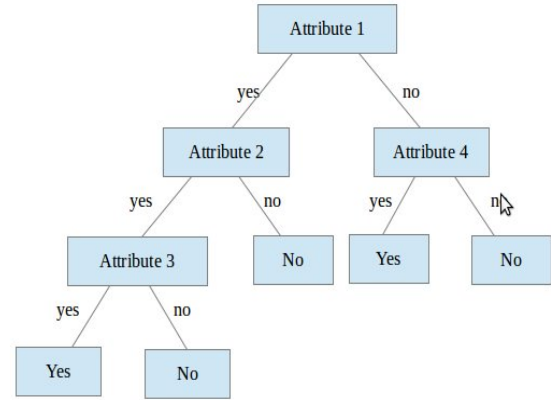 Attribute 1
yes
no
Attribute 2
Attribute 4
yes
no
yes
Attribute 3
No
Yes
No
yes
no
Yes
No